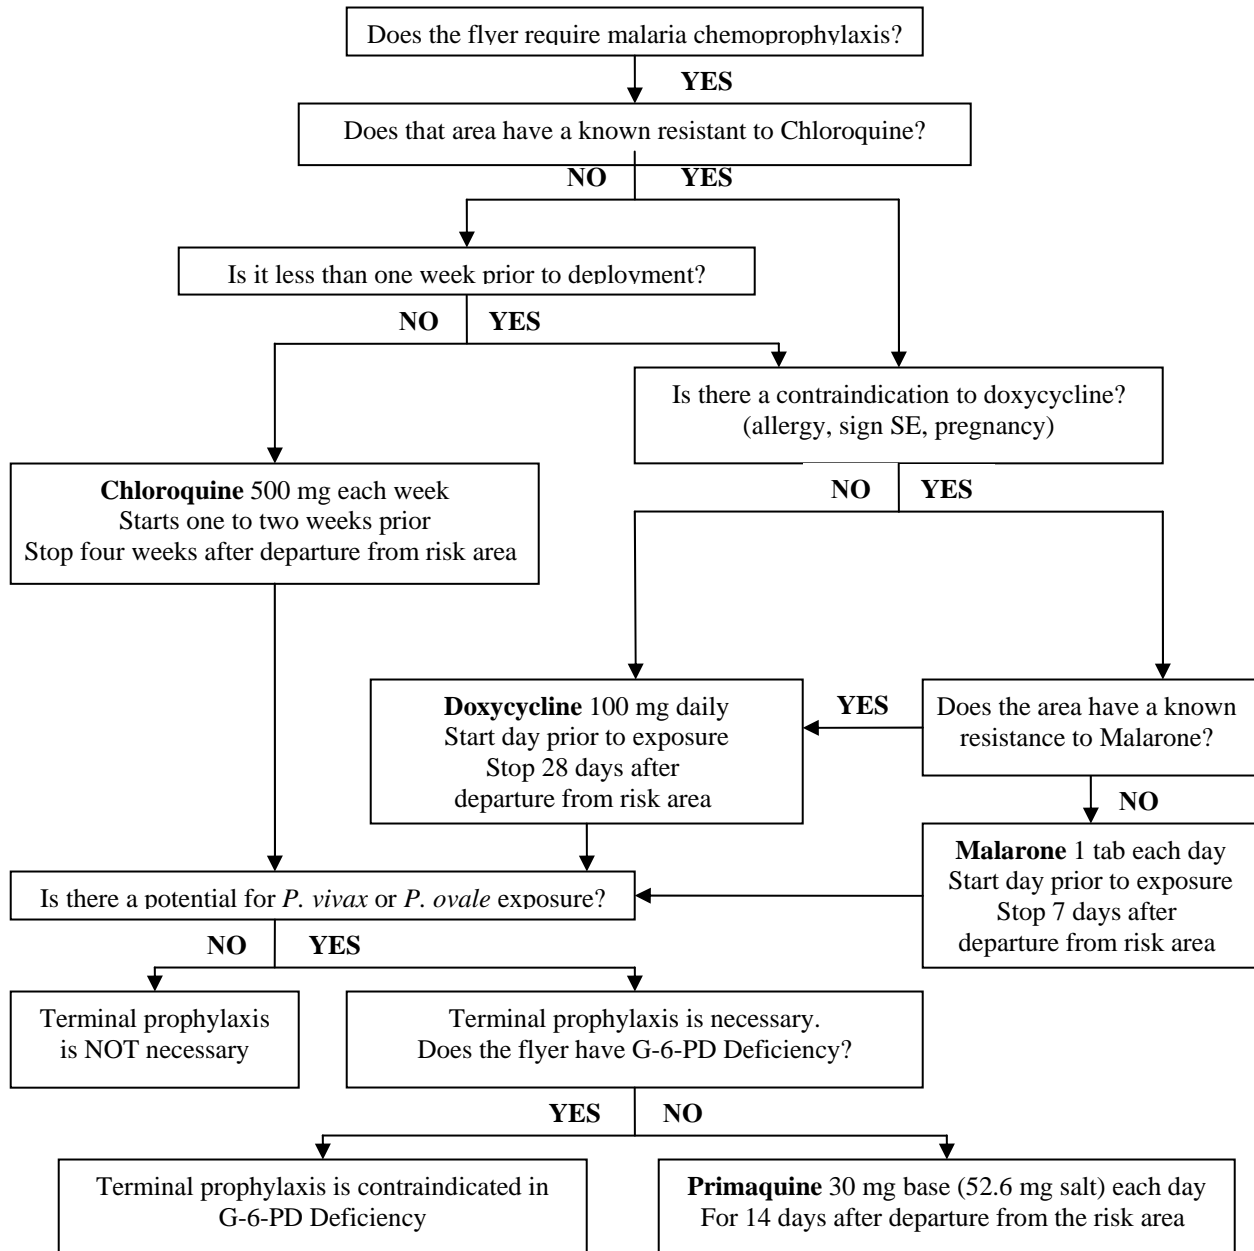 Does the flyer require malaria chemoprophylaxis?
YES
Does that area have a known resistant to Chloroquine?
NO YES
Is it less than one week prior to deployment?
NO YES
Is there a contraindication to doxycycline?
(allergy, sign SE, pregnancy)
NO YES
Chloroquine 500 mg each week
Starts one to two weeks prior
Stop four weeks after departure from risk area
Doxycycline 100 mg daily
Start day prior to exposure
Stop 28 days after
departure from risk area
YES
Does the area have a known
resistance to Malarone?
NO
Malarone 1 tab each day
Start day prior to exposure
Stop 7 days after
departure from risk area
Is there a potential for P. vivax or P. ovale exposure?
NO YES
Terminal prophylaxis
is NOT necessary
Terminal prophylaxis is necessary.
Does the flyer have G-6-PD Deficiency?
YES NO
Terminal prophylaxis is contraindicated in
G-6-PD Deficiency
Primaquine 30 mg base (52.6 mg salt) each day
For 14 days after departure from the risk area